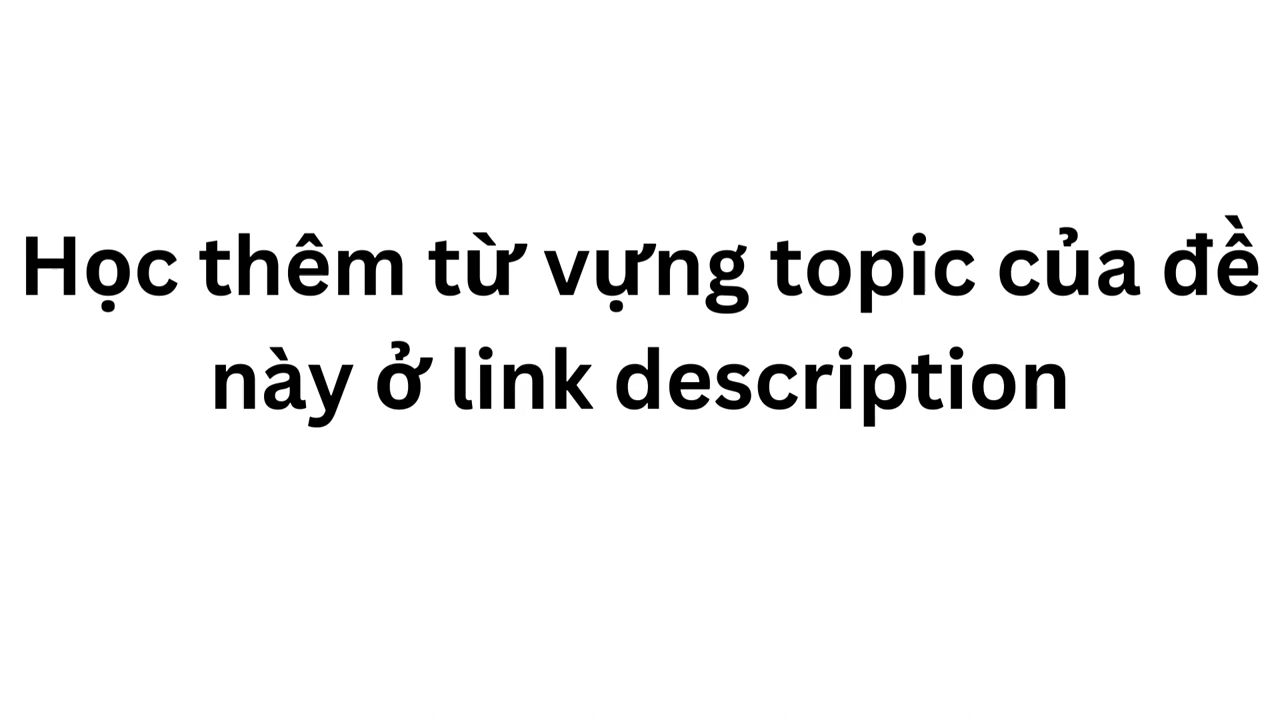 Học thêm từ vựng topic của đề
này ở link description